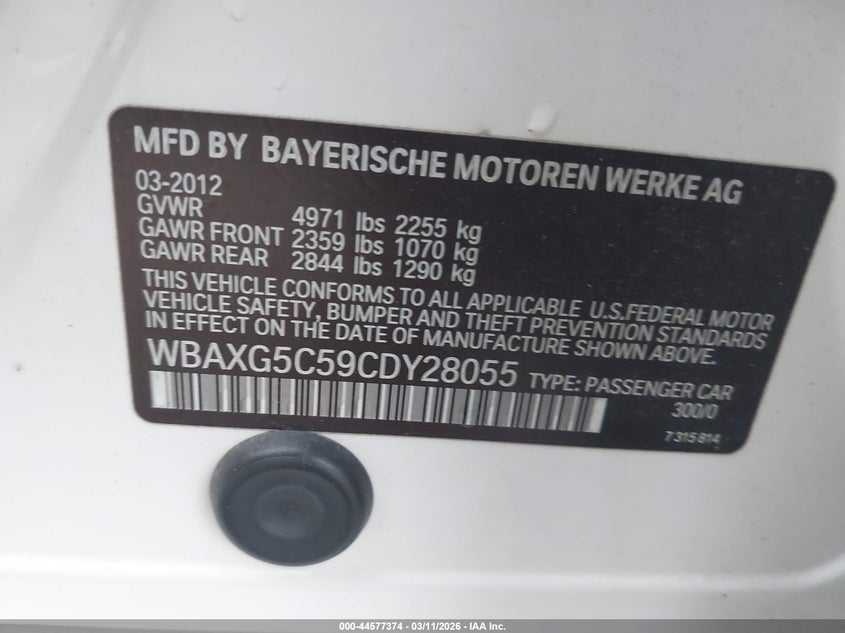 MFD BY BAYERISCHE MOTOREN WERKE AG
03-2012
GVWR 4971 lbs 2255 kg
GAWR FRONT 2359 lbs 1070 kg
GAWR REAR 2844 lbs 1290 kg
THIS VEHICLE CONFORMS TO ALL APPLICABLE U.S.FEDERAL MOTOR
VEHICLE SAFETY, BUMPER AND THEFT PREVENTION STANDARDS
IN EFFECT ON THE DATE OF MANUFACTURE SHOWN ABOVE.
WBAXG5C59CDY28055 TYPE: PASSENGER CAR
300/0
7315814
000-44577374 | 03/11/2026 - IAA Inc.